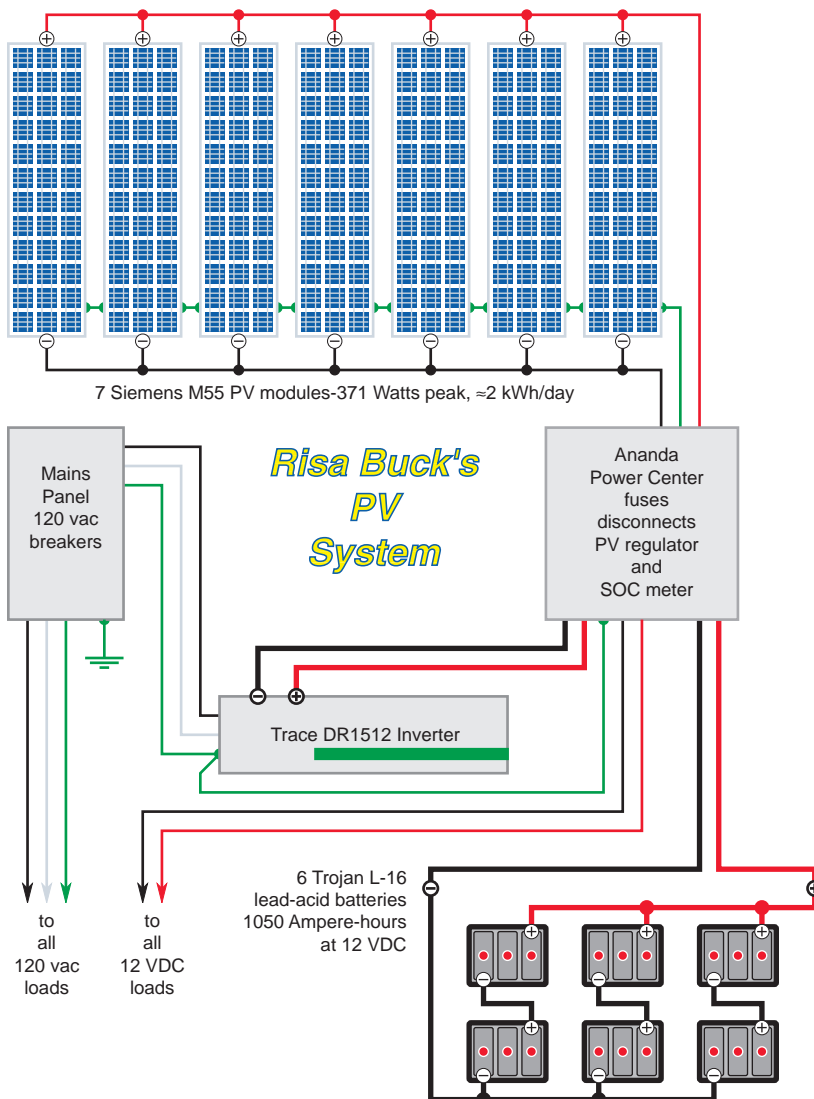 7 Siemens M55 PV modules-371 Watts peak, ≈2 kWh/day
Mains
Panel
120 vac
breakers
Risa Buck's
PV
System
Ananda
Power Center
fuses
disconnects
PV regulator
and
SOC meter
Trace DR1512 Inverter
6 Trojan L-16
lead-acid batteries
1050 Ampere-hours
at 12 VDC
to
all
120 vac
loads
to
all
12 VDC
loads